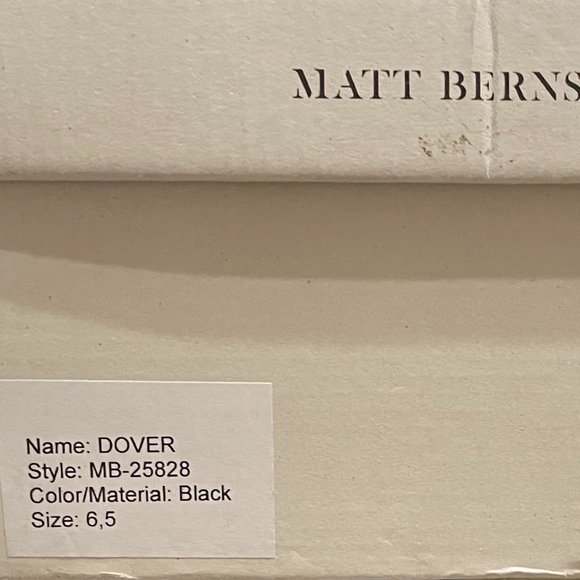 MATT BERNS
Name: DOVER
Style: MB-25828
Color/Material: Black
Size: 6,5